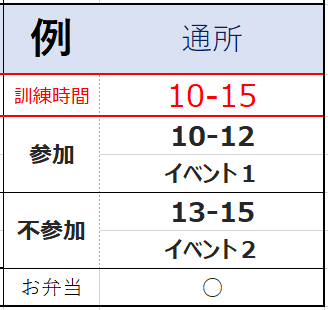 例 通所
訓練時間 10-15
参加 10-12
イベント１
不参加 13-15
イベント２
お弁当 〇